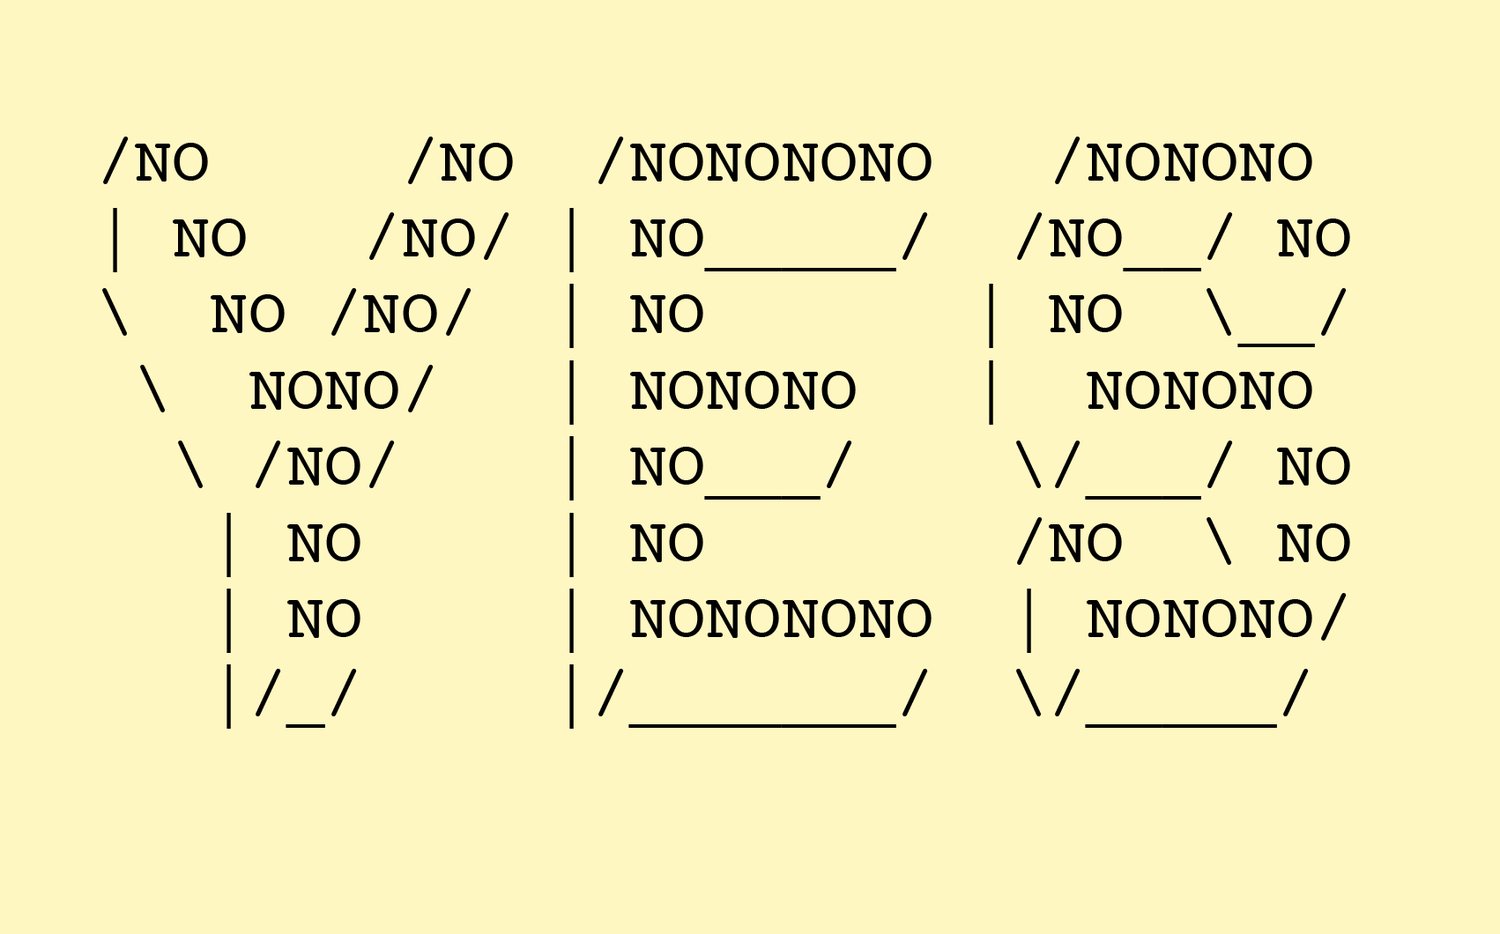 /NO     /NO  /NONONONO   /NONONO
| NO   /NO/ | NO_____/  /NO__/ NO
\  NO /NO/  | NO       | NO  \__/
 \  NONO/   | NONONO   |  NONONO
  \ /NO/    | NO___/    \/___/ NO
   | NO     | NO        /NO  \ NO
   | NO     | NONONONO  | NONONO/
   |/_/     |/_______/  \/_____/